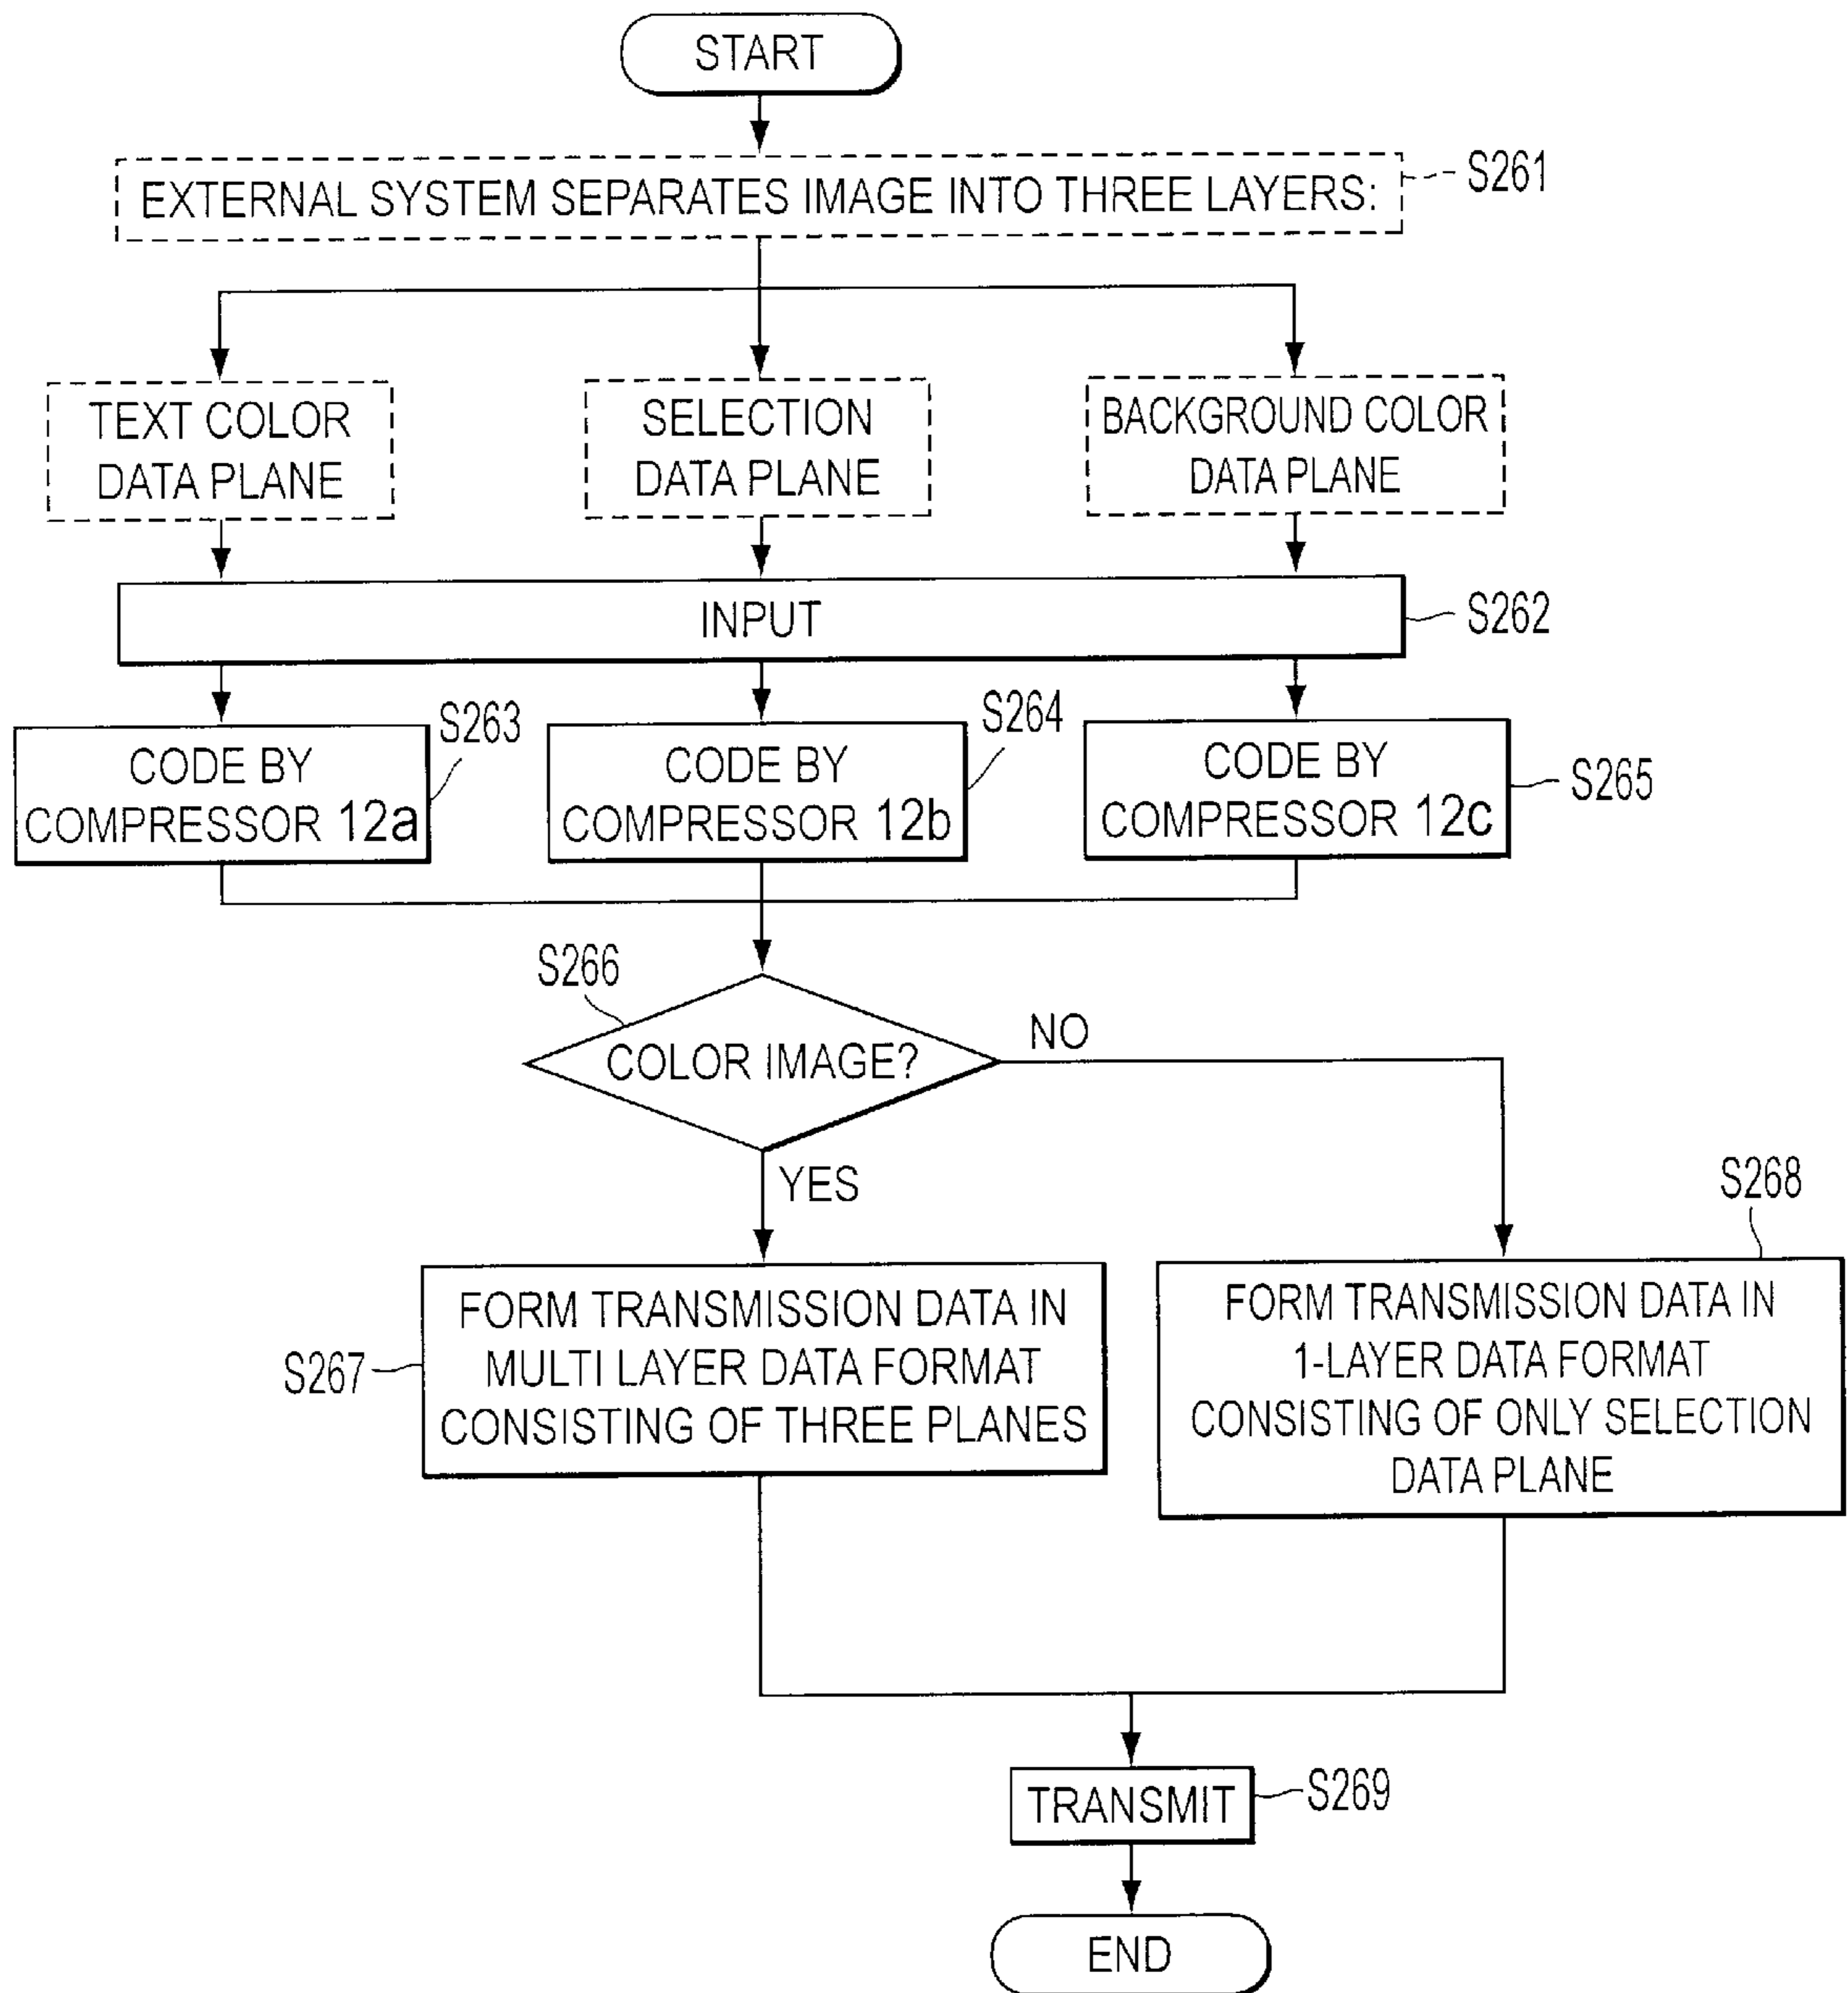 START
EXTERNAL SYSTEM SEPARATES IMAGE INTO THREE LAYERS:
S261
TEXT COLOR
DATA PLANE
SELECTION
DATA PLANE
BACKGROUND COLOR
DATA PLANE
INPUT
S262
S263
CODE BY
COMPRESSOR 12a
S264
CODE BY
COMPRESSOR 12b
CODE BY
COMPRESSOR 12c
S265
S266
COLOR IMAGE?
NO
YES
S267
FORM TRANSMISSION DATA IN
MULTI LAYER DATA FORMAT
CONSISTING OF THREE PLANES
S268
FORM TRANSMISSION DATA IN
1-LAYER DATA FORMAT
CONSISTING OF ONLY SELECTION
DATA PLANE
TRANSMIT
S269
END